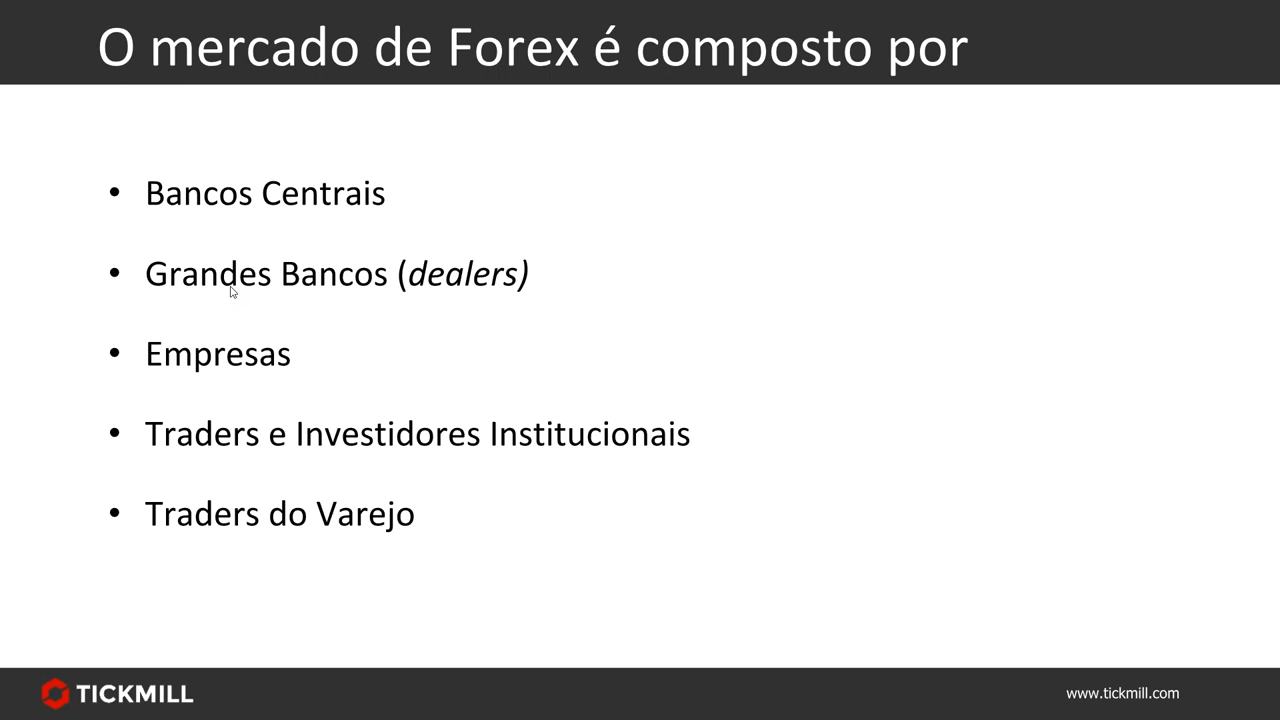 O mercado de Forex é composto por
• Bancos Centrais
• Grandes Bancos (dealers)
• Empresas
• Traders e Investidores Institucionais
• Traders do Varejo
TICKMILL
www.tickmill.com